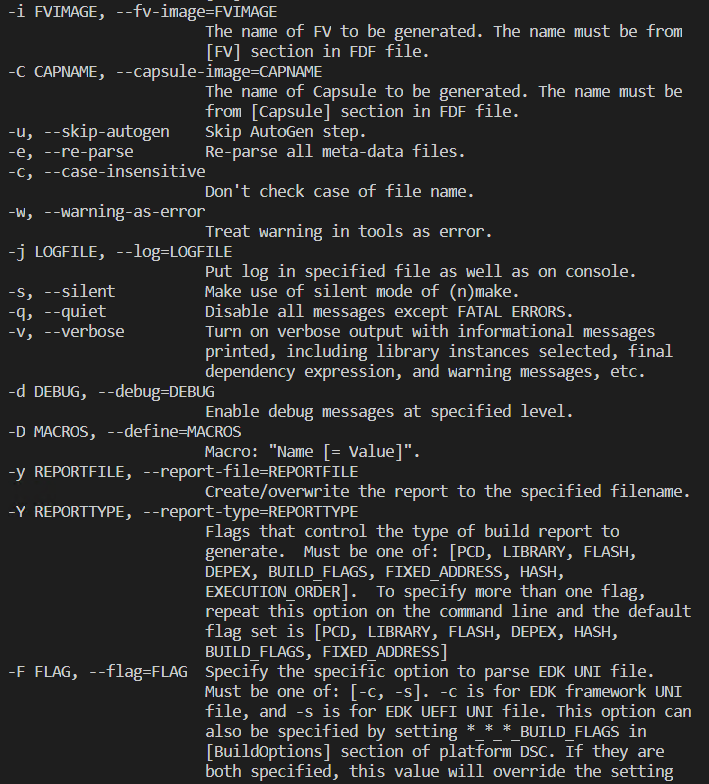 -i FVIMAGE, --fv-image=FVIMAGE
The name of FV to be generated. The name must be from
[FV] section in FDF file.
-C CAPNAME, --capsule-image=CAPNAME
The name of Capsule to be generated. The name must be
from [Capsule] section in FDF file.
-u, --skip-autogen    Skip AutoGen step.
-e, --re-parse        Re-parse all meta-data files.
-c, --case-insensitive
Don't check case of file name.
-w, --warning-as-error
Treat warning in tools as error.
-j LOGFILE, --log=LOGFILE
Put log in specified file as well as on console.
-s, --silent          Make use of silent mode of (n)make.
-q, --quiet           Disable all messages except FATAL ERRORS.
-v, --verbose         Turn on verbose output with informational messages
printed, including library instances selected, final
dependency expression, and warning messages, etc.
-d DEBUG, --debug=DEBUG
Enable debug messages at specified level.
-D MACROS, --define=MACROS
Macro: "Name [= Value]".
-y REPORTFILE, --report-file=REPORTFILE
Create/overwrite the report to the specified filename.
-Y REPORTTYPE, --report-type=REPORTTYPE
Flags that control the type of build report to
generate.  Must be one of: [PCD, LIBRARY, FLASH,
DEPEX, BUILD_FLAGS, FIXED_ADDRESS, HASH,
EXECUTION_ORDER].  To specify more than one flag,
repeat this option on the command line and the default
flag set is [PCD, LIBRARY, FLASH, DEPEX, HASH,
BUILD_FLAGS, FIXED_ADDRESS]
-F FLAG, --flag=FLAG  Specify the specific option to parse EDK UNI file.
Must be one of: [-c, -s]. -c is for EDK framework UNI
file, and -s is for EDK UEFI UNI file. This option can
also be specified by setting *_*_*_BUILD_FLAGS in
[BuildOptions] section of platform DSC. If they are
both specified, this value will override the setting